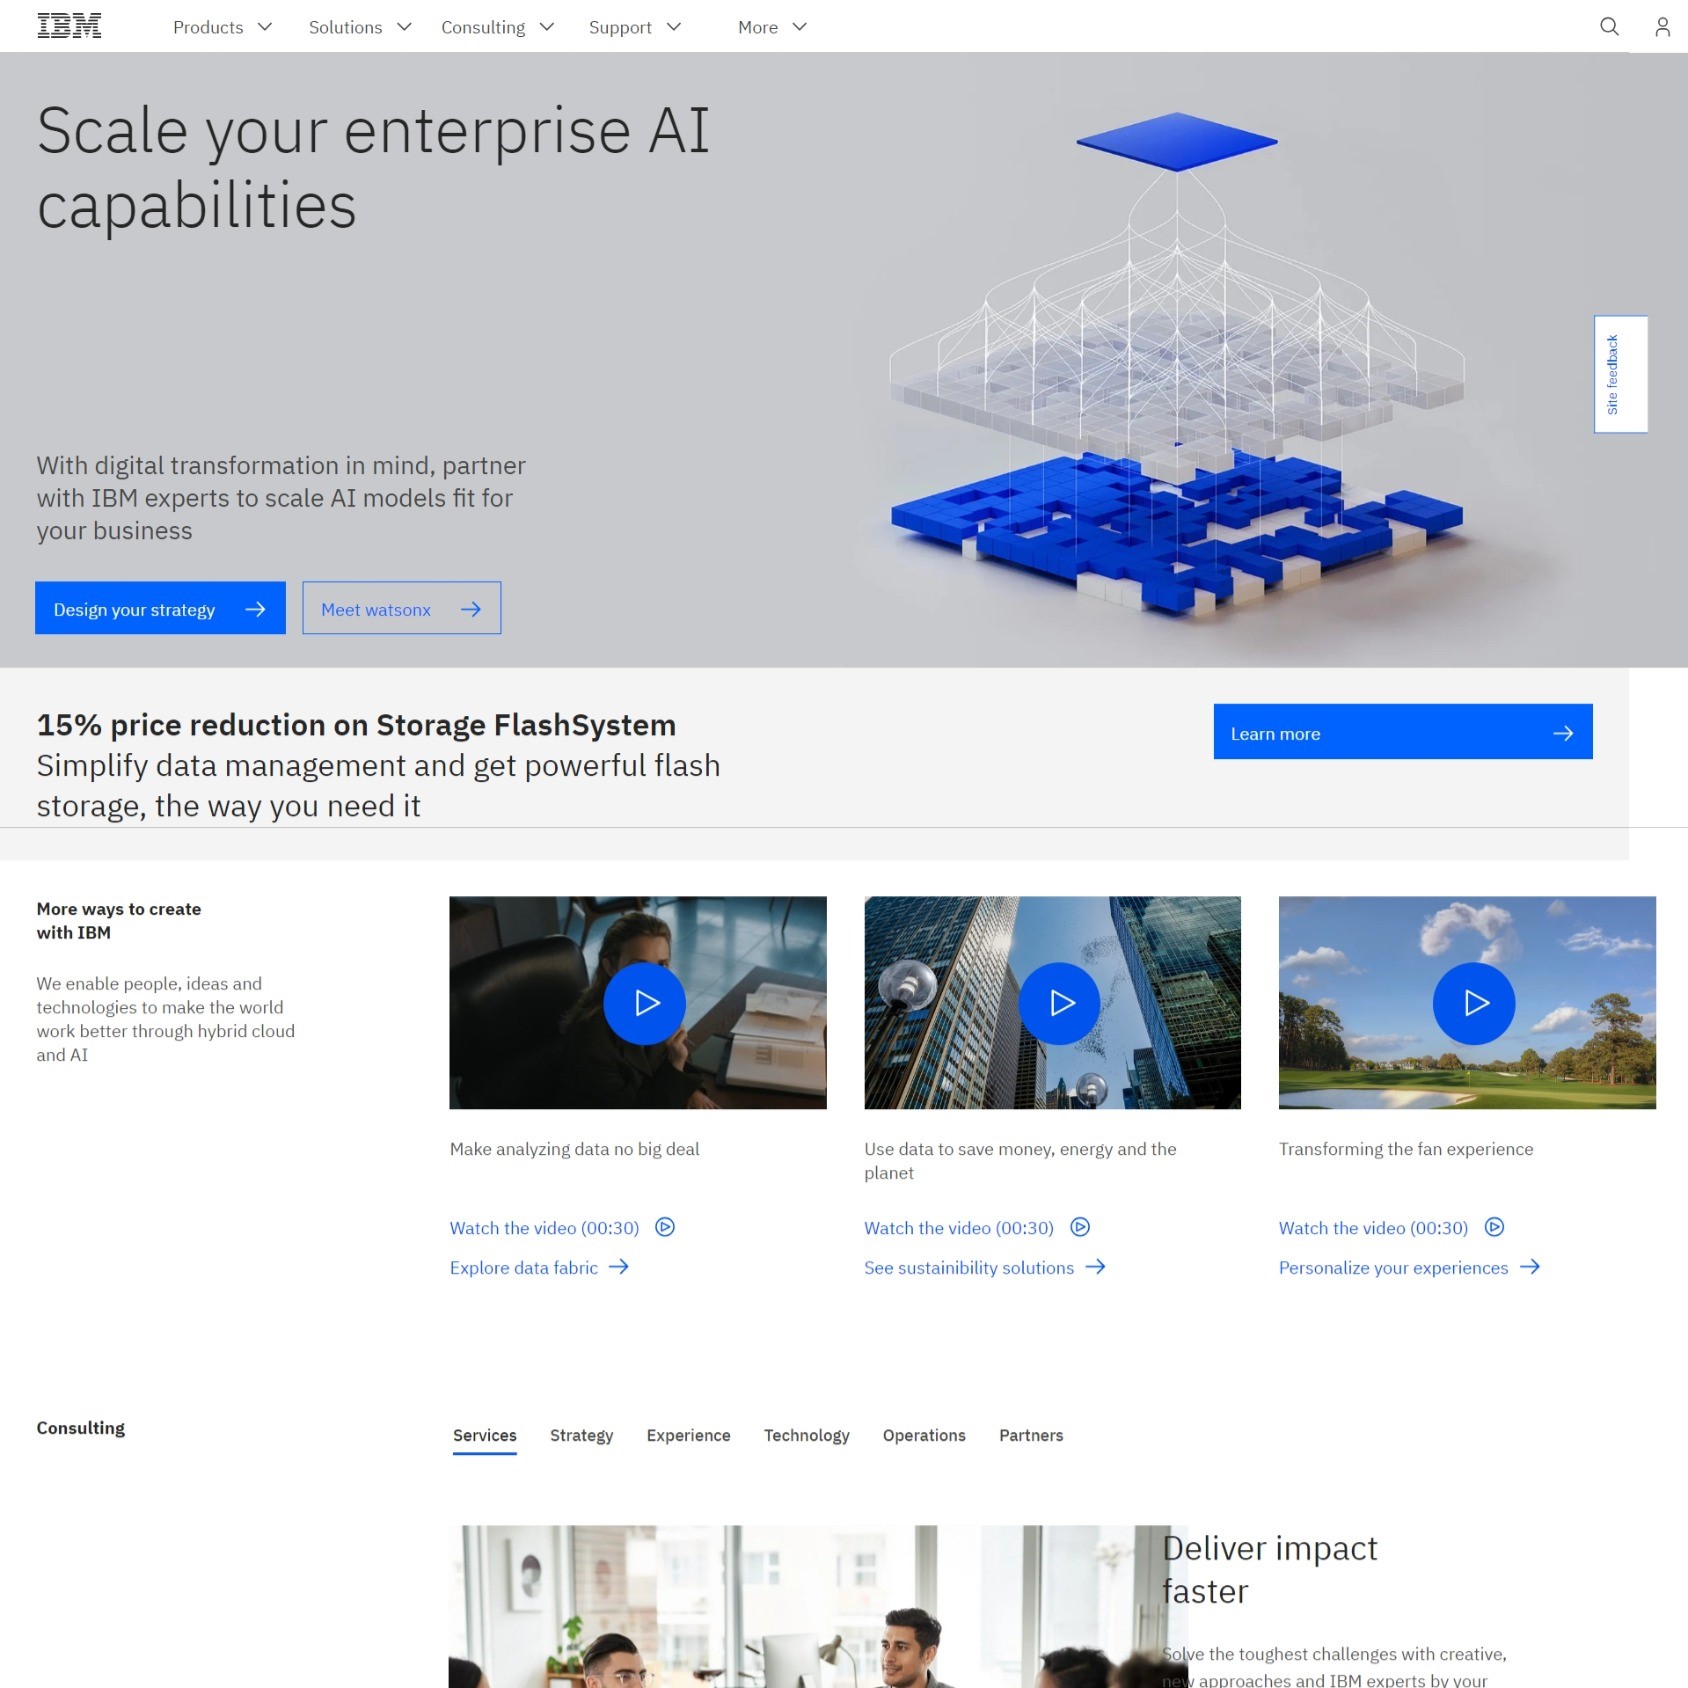 IBM
Products
Solutions
Consulting
Support
More
Scale your enterprise AI
capabilities
With digital transformation in mind, partner
with IBM experts to scale AI models fit for
your business
Design your strategy
Meet watsonx
Site feedback
15% price reduction on Storage FlashSystem
Simplify data management and get powerful flash
storage, the way you need it
Learn more
More ways to create
with IBM
We enable people, ideas and
technologies to make the world
work better through hybrid cloud
and AI
Make analyzing data no big deal
Watch the video (00:30)
Explore data fabric
Use data to save money, energy and the
planet
Watch the video (00:30)
See sustainibility solutions
Transforming the fan experience
Watch the video (00:30)
Personalize your experiences
Consulting
Services
Strategy
Experience
Technology
Operations
Partners
Deliver impact
faster
Solve the toughest challenges with creative,
new approaches and IBM experts by your